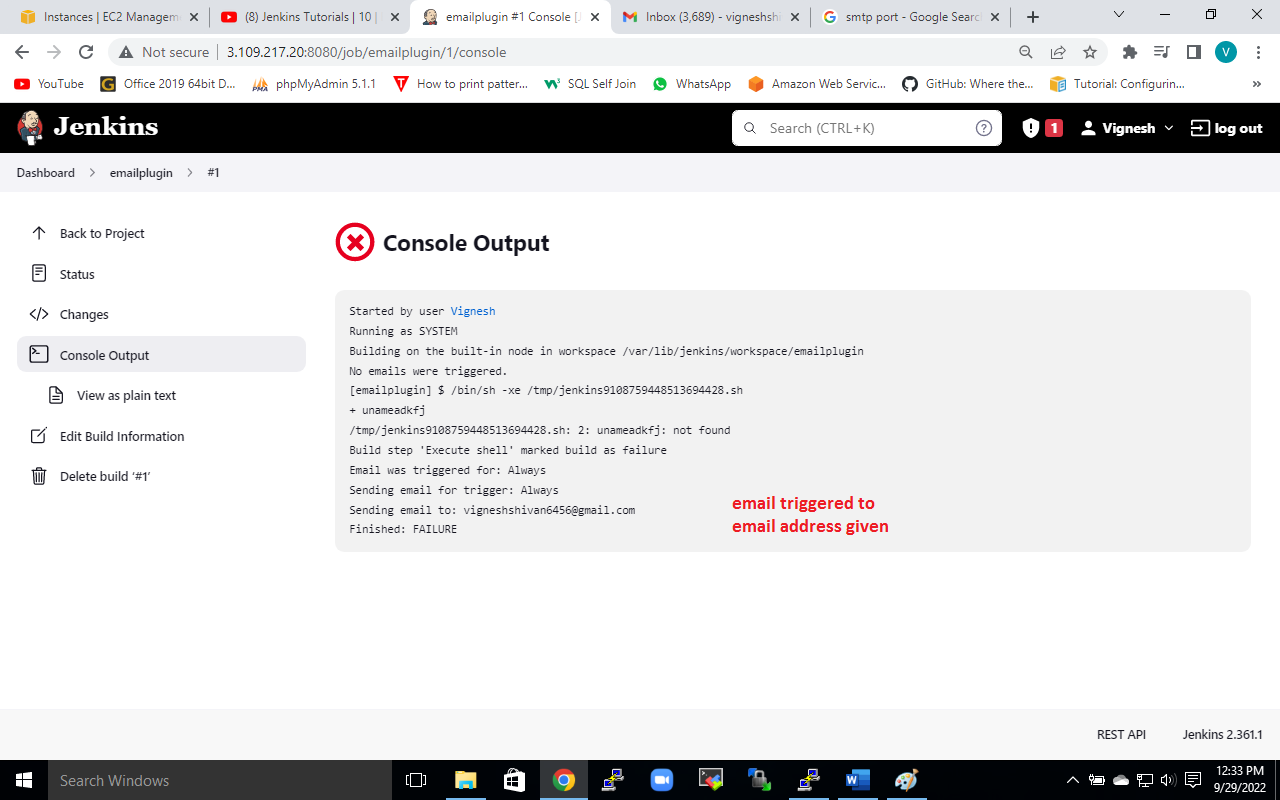 Instances | EC2 Managem
(8) Jenkins Tutorials | 10 |
emailplugin #1 Console [J
Inbox (3,689) - vigneshshi
smtp port - Google Search
Not secure
3.109.217.20:8080/job/emailplugin/1/console
V
YouTube
Office 2019 64bit D...
phpMyAdmin 5.1.1
How to print patter...
SQL Self Join
WhatsApp
Amazon Web Servic...
GitHub: Where the...
Tutorial: Configurin...
»
Jenkins
Search (CTRL+K)
1
Vignesh
log out
Dashboard
emailplugin
#1
Back to Project
Status
Changes
Console Output
View as plain text
Edit Build Information
Delete build ‘#1’
Console Output
Started by user Vignesh
Running as SYSTEM
Building on the built-in node in workspace /var/lib/jenkins/workspace/emailplugin
No emails were triggered.
[emailplugin] $ /bin/sh -xe /tmp/jenkins9108759448513694428.sh
+ unameadkfj
/tmp/jenkins9108759448513694428.sh: 2: unameadkfj: not found
Build step 'Execute shell' marked build as failure
Email was triggered for: Always
Sending email for trigger: Always
Sending email to: vigneshshivan6456@gmail.com
Finished: FAILURE
email triggered to
email address given
REST API
Jenkins 2.361.1
Search Windows
12:33 PM
9/29/2022